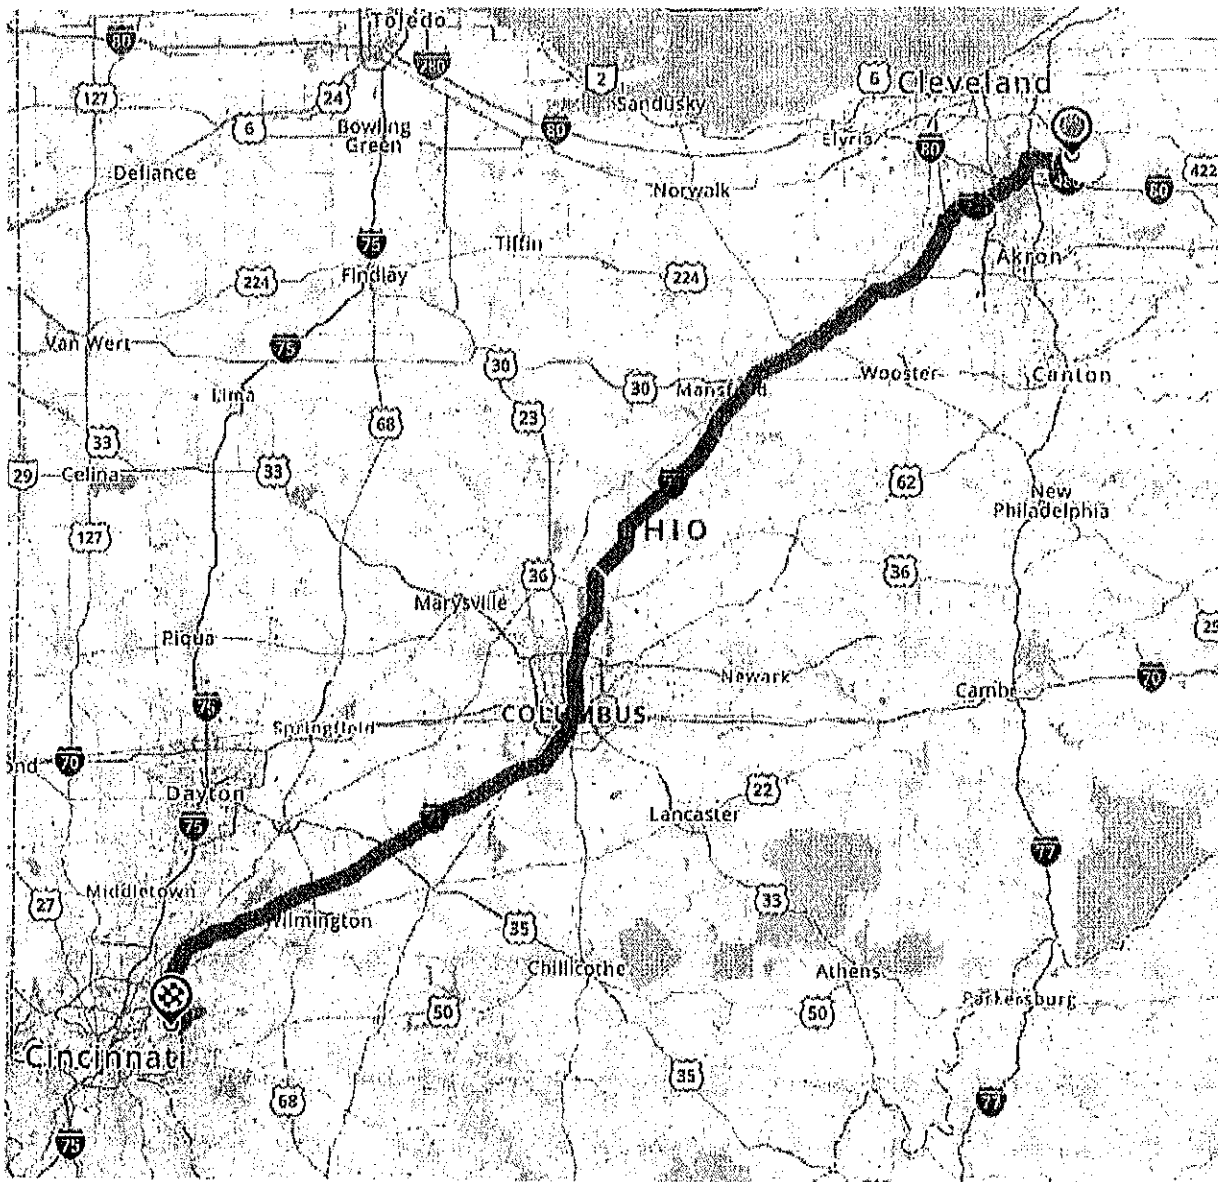 Toledo
80
280
2
6
Cleveland
127
24
Sandusky
6
Bowling
Green
80
Elyria
80
Defiance
Norwalk
480
80
422
75
Tiffin
Akron
224
Findlay
224
Van Wert
75
30
30
Mansfield
Wooster
Canton
Lima
23
68
33
29
Celina
33
71
62
New
Philadelphia
127
HIO
36
36
Marysville
Piqua
Newark
70
Cambr
75
Springfield
COLUMBUS
ond
70
Dayton
22
75
71
Lancaster
77
Middletown
27
Wilmington
35
33
Chillicothe
Athens
Parkersburg
50
50
Cincinnati
35
68
77
75